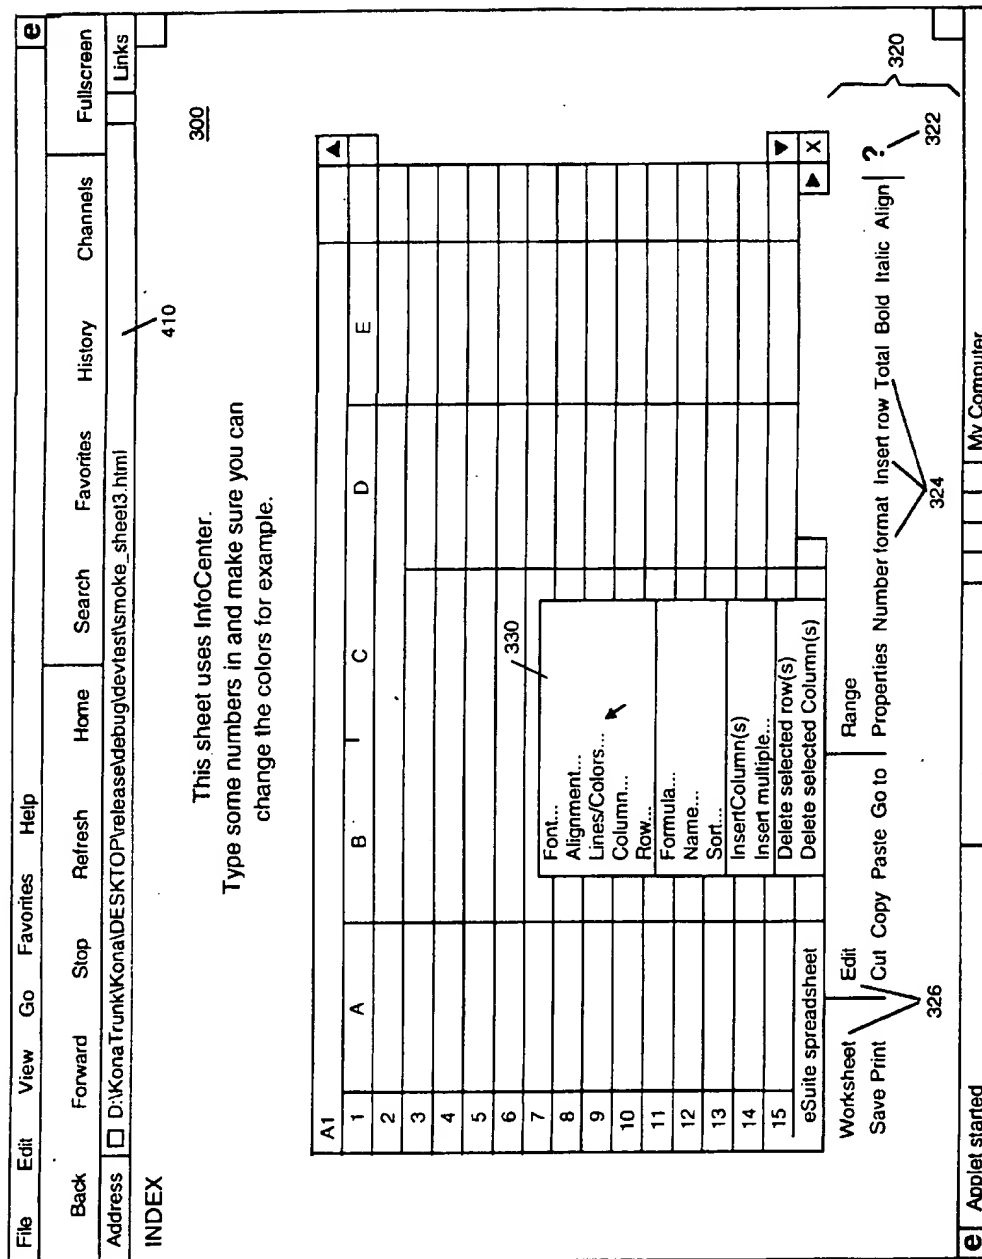 File Edit View Go Favorites Help e
Back Forward Stop Refresh Home Search Favorites History Channels Fullscreen
Address D:\KonaTrunk\Kona\DESKTOP\release\debug\devtest\smoke_sheet3.html Links
INDEX
410
300
This sheet uses InfoCenter.
Type some numbers in and make sure you can
change the colors for example.
A1
1 A B C D E
2
3
4
5
6
7
8
9
10
11
12
13
14
15
330
Font...
Alignment...
Lines/Colors...
Column...
Row...
Formula...
Name...
Sort...
InsertColumn(s)
Insert multiple...
Delete selected row(s)
Delete selected Column(s)
eSuite spreadsheet X
Worksheet Edit Range
Save Print Cut Copy Paste Go to Properties Number format Insert row Total Bold Italic Align ?
320
322
324
326
e Applet started My Computer